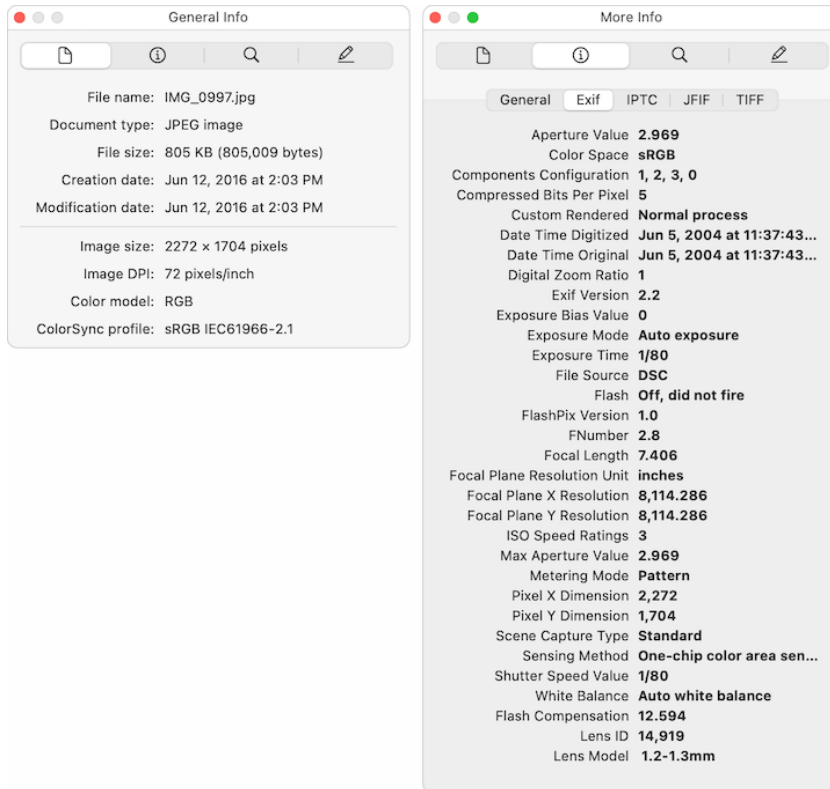 General Info
File name: IMG_0997.jpg
Document type: JPEG image
File size: 805 KB (805,009 bytes)
Creation date: Jun 12, 2016 at 2:03 PM
Modification date: Jun 12, 2016 at 2:03 PM
Image size: 2272 × 1704 pixels
Image DPI: 72 pixels/inch
Color model: RGB
ColorSync profile: sRGB IEC61966-2.1
More Info
General Exif IPTC JFIF TIFF
Aperture Value 2.969
Color Space sRGB
Components Configuration 1, 2, 3, 0
Compressed Bits Per Pixel 5
Custom Rendered Normal process
Date Time Digitized Jun 5, 2004 at 11:37:43...
Date Time Original Jun 5, 2004 at 11:37:43...
Digital Zoom Ratio 1
Exif Version 2.2
Exposure Bias Value 0
Exposure Mode Auto exposure
Exposure Time 1/80
File Source DSC
Flash Off, did not fire
FlashPix Version 1.0
FNumber 2.8
Focal Length 7.406
Focal Plane Resolution Unit inches
Focal Plane X Resolution 8,114.286
Focal Plane Y Resolution 8,114.286
ISO Speed Ratings 3
Max Aperture Value 2.969
Metering Mode Pattern
Pixel X Dimension 2,272
Pixel Y Dimension 1,704
Scene Capture Type Standard
Sensing Method One-chip color area sen...
Shutter Speed Value 1/80
White Balance Auto white balance
Flash Compensation 12.594
Lens ID 14,919
Lens Model 1.2-1.3mm